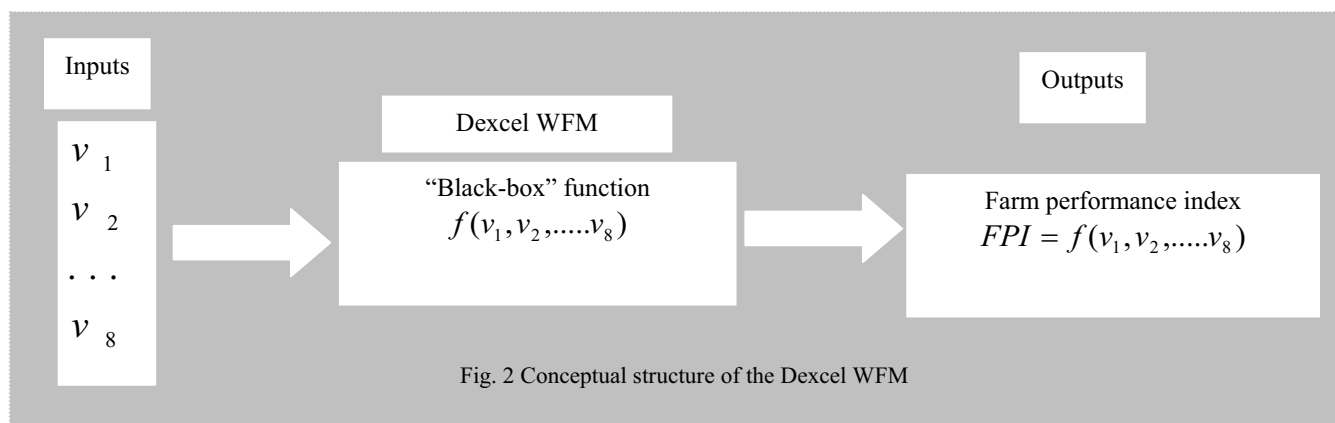 Inputs
v 1
v 2
. . .
v 8
Dexcel WFM
“Black-box” function
f(v1,v2,.....v8)
Outputs
Farm performance index
FPI = f(v1,v2,.....v8)
Fig. 2 Conceptual structure of the Dexcel WFM